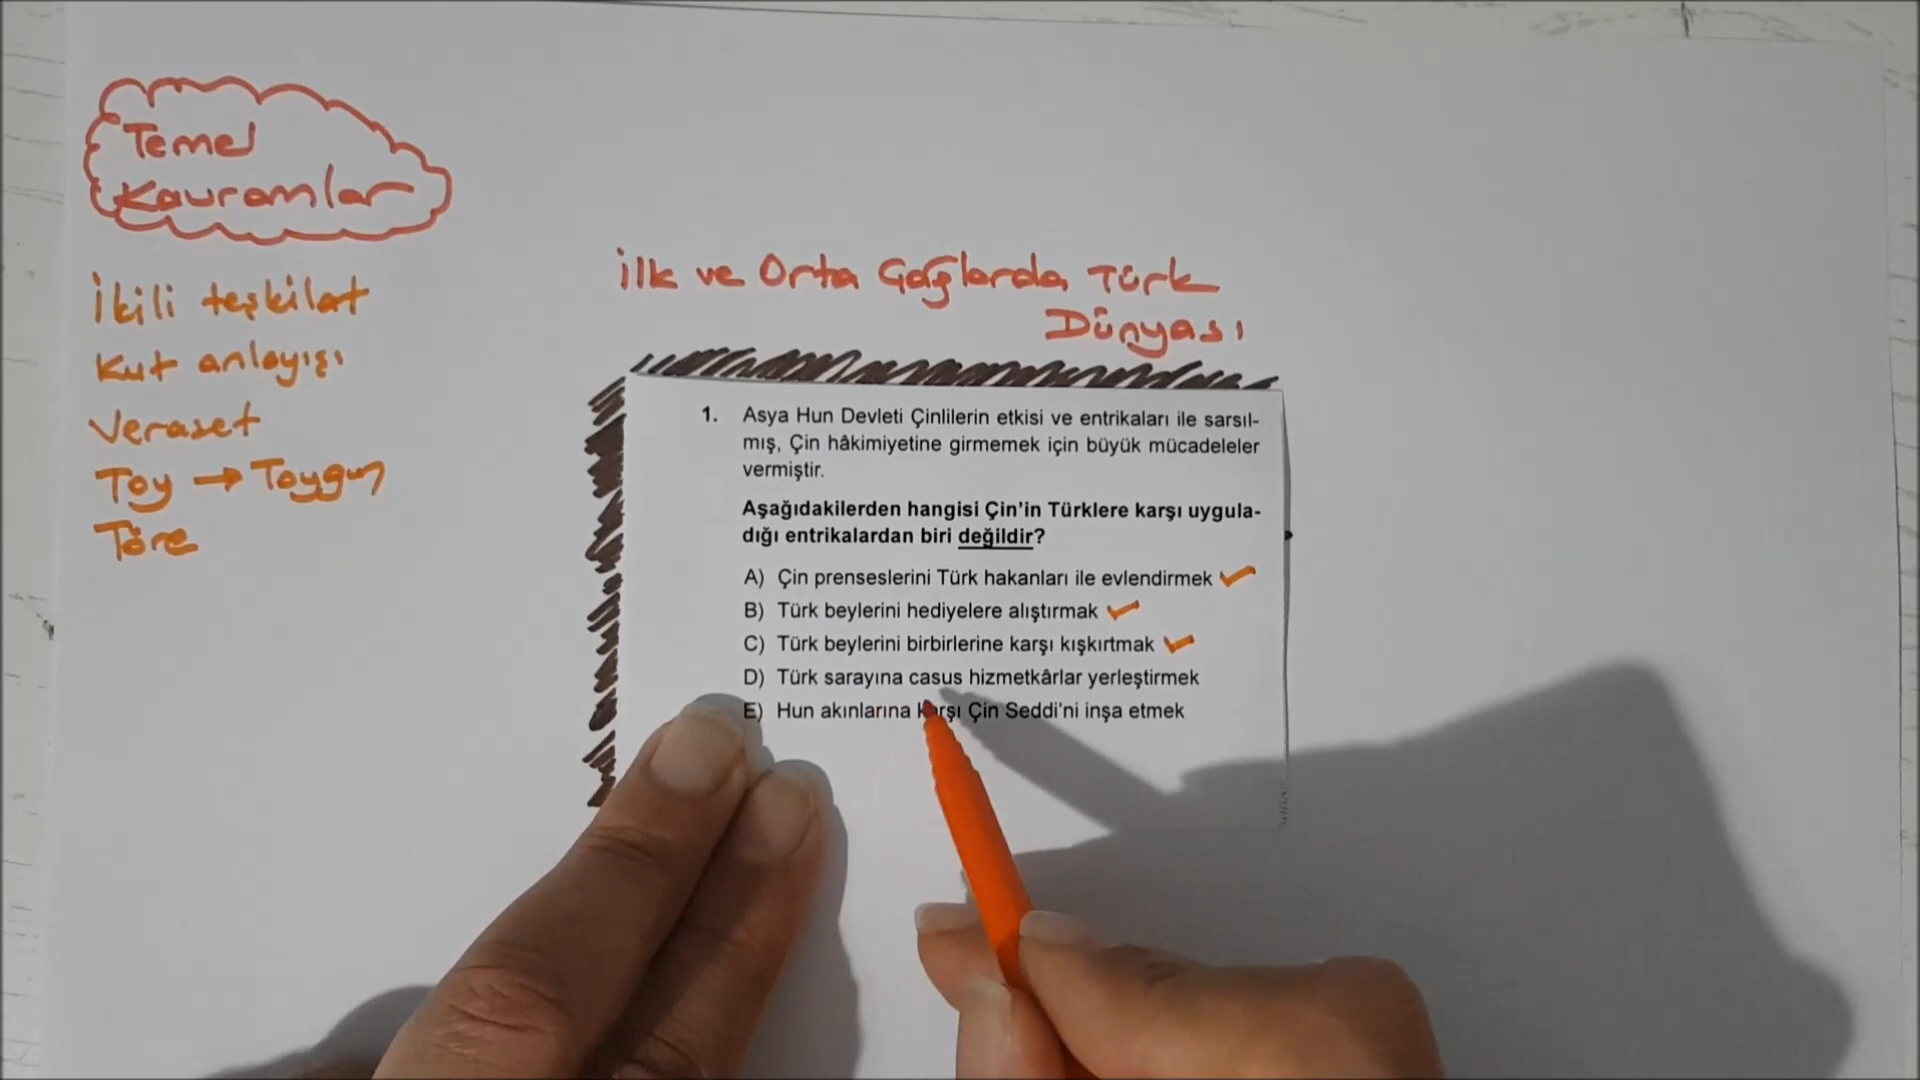 Temel
Kavramlar
İkili teşkilat
Kut anlayışı
Veraset
Toy → Toygun
Töre
İlk ve Orta Çağlarda Türk
Dünyası
1. Asya Hun Devleti Çinlilerin etkisi ve entrikaları ile sarsıl-
mış, Çin hâkimiyetine girmemek için büyük mücadeleler
vermiştir.
Aşağıdakilerden hangisi Çin’in Türklere karşı uygula-
dığı entrikalardan biri değildir?
A) Çin prenseslerini Türk hakanları ile evlendirmek ✓
B) Türk beylerini hediyelere alıştırmak ✓
C) Türk beylerini birbirlerine karşı kışkırtmak ✓
D) Türk sarayına casus hizmetkârlar yerleştirmek
E) Hun akınlarına karşı Çin Seddi’ni inşa etmek